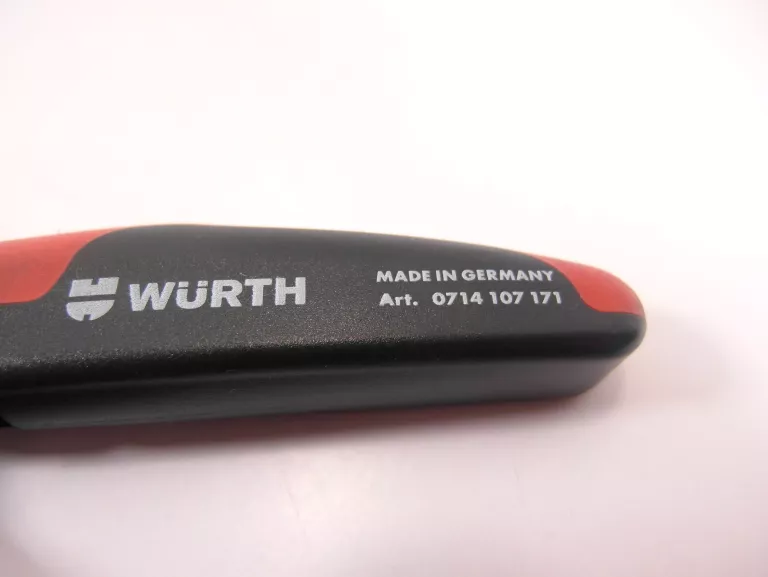 WÜRTH
MADE IN GERMANY
Art. 0714 107 171